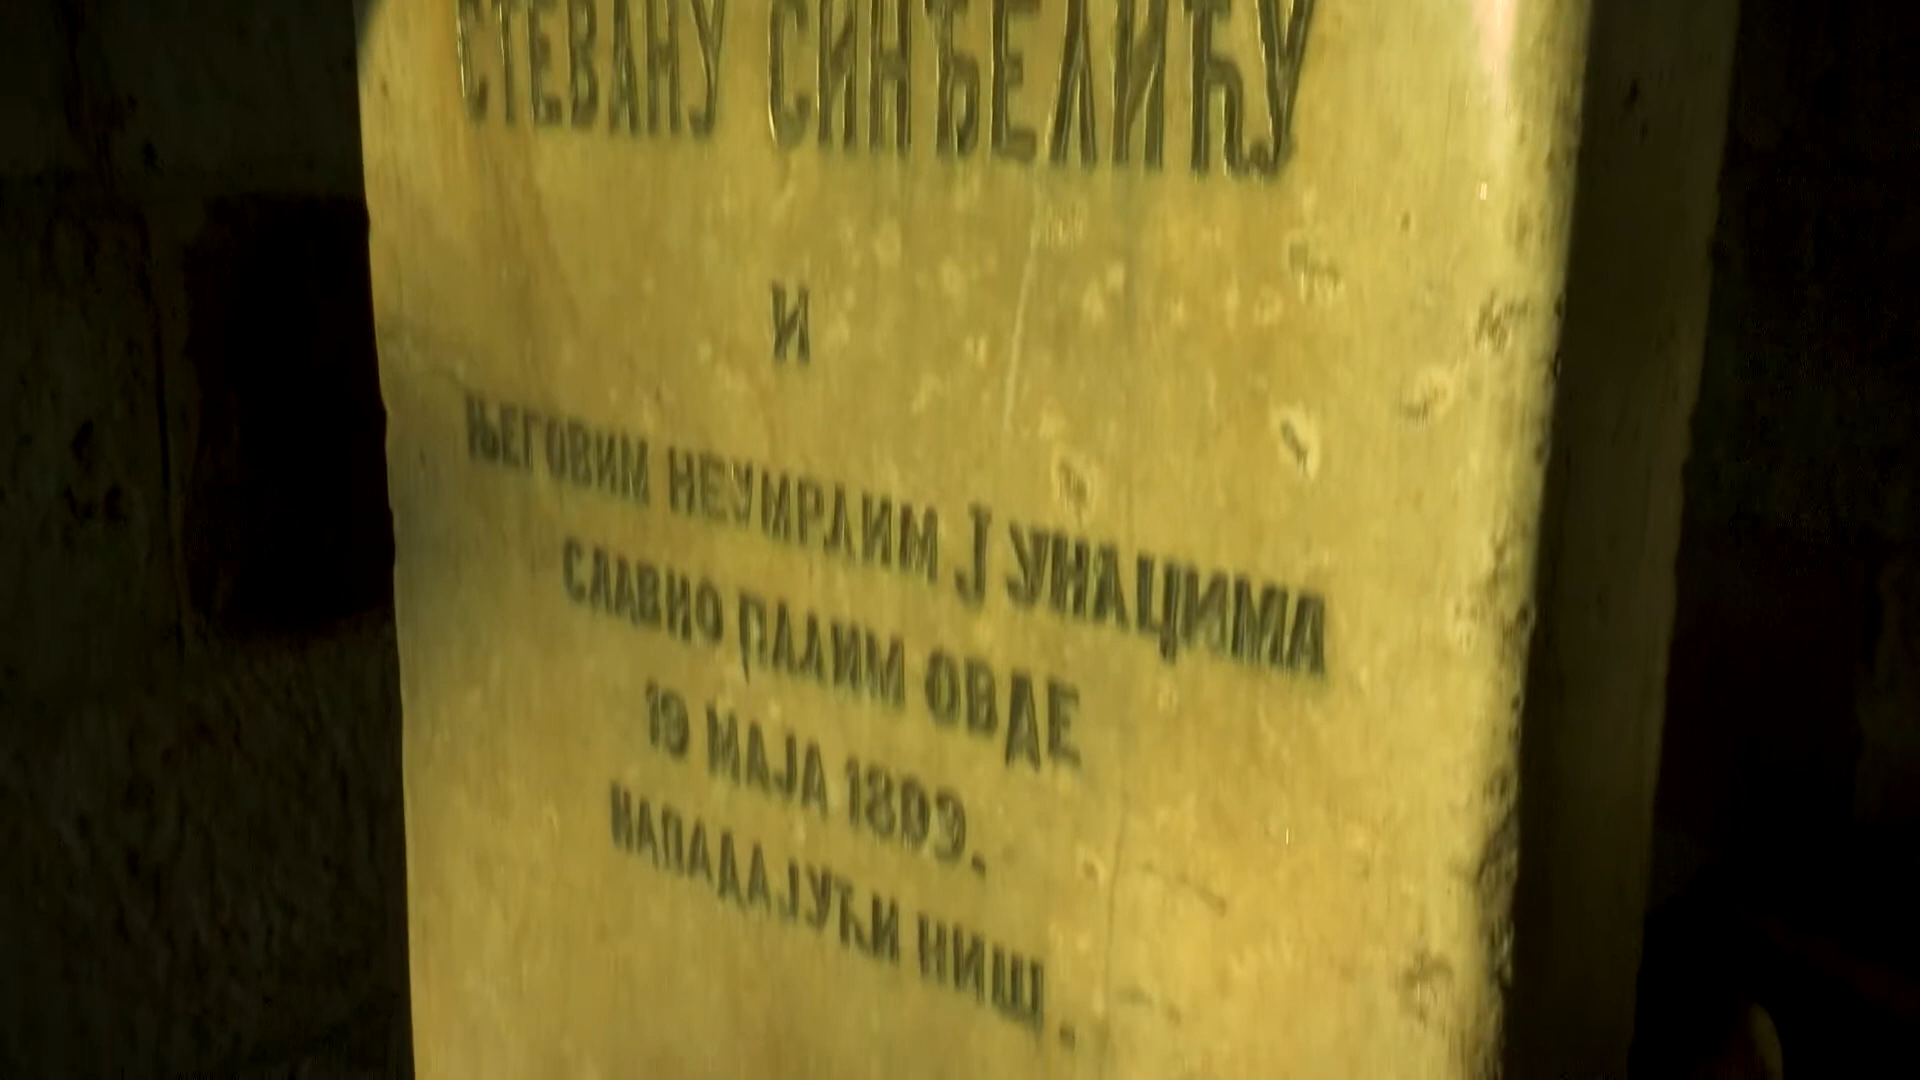 СТЕВАНУ СИНЂЕЛИЋУ
И
ЊЕГОВИМ НЕУМРЛИМ ЈУНАЦИМА
СЛАВНО ПАЛИМ ОВДЕ
19 МАЈА 1809.
НАПАДАЈУЋИ НИШ.